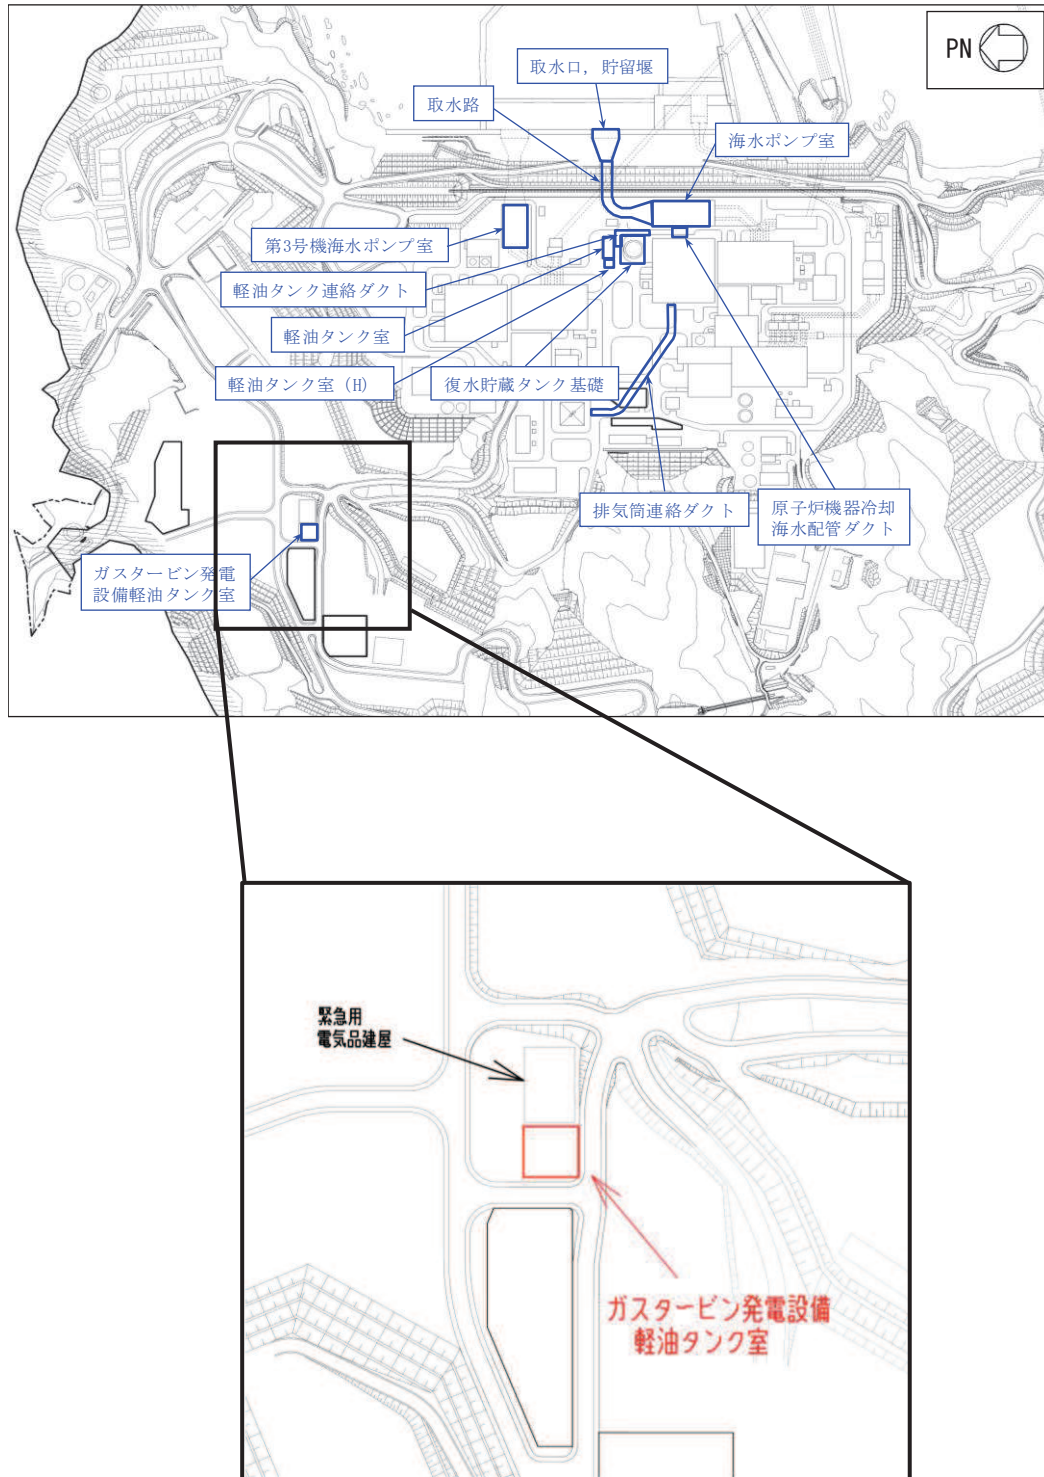 PN
取水口，貯留堰
取水路
海水ポンプ室
第3号機海水ポンプ室
軽油タンク連絡ダクト
軽油タンク室
軽油タンク室（H）
復水貯蔵タンク基礎
排気筒連絡ダクト
原子炉機器冷却
海水配管ダクト
ガスタービン発電
設備軽油タンク室
緊急用
電気品建屋
ガスタービン発電設備
軽油タンク室